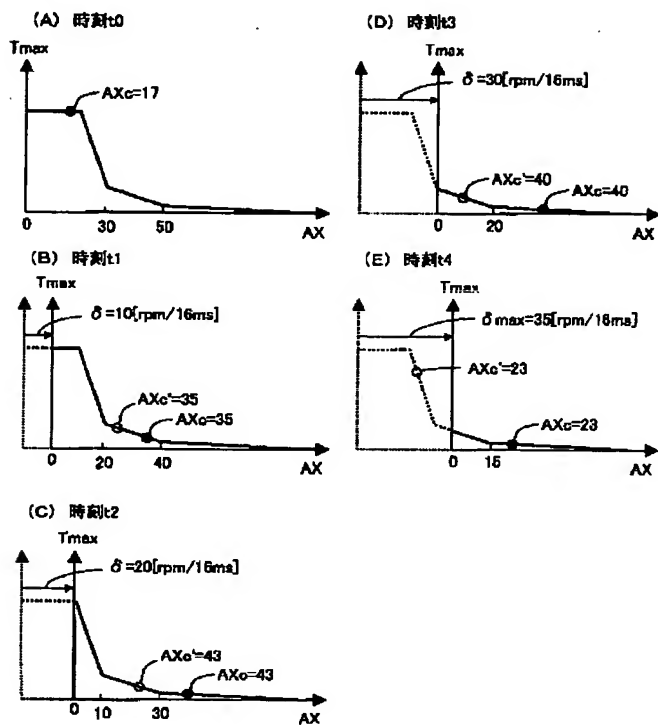 (A) 時刻t0
Tmax
AXc=17
0
30
50
AX
(B) 時刻t1
Tmax
δ=10[rpm/16ms]
AXc'=35
AXc=35
0
20
40
AX
(C) 時刻t2
Tmax
δ=20[rpm/16ms]
AXc'=43
AXc=43
0
10
30
AX
(D) 時刻t3
Tmax
δ=30[rpm/16ms]
AXc'=40
AXc=40
0
20
AX
(E) 時刻t4
Tmax
δmax=35[rpm/16ms]
AXc'=23
AXc=23
0
15
AX